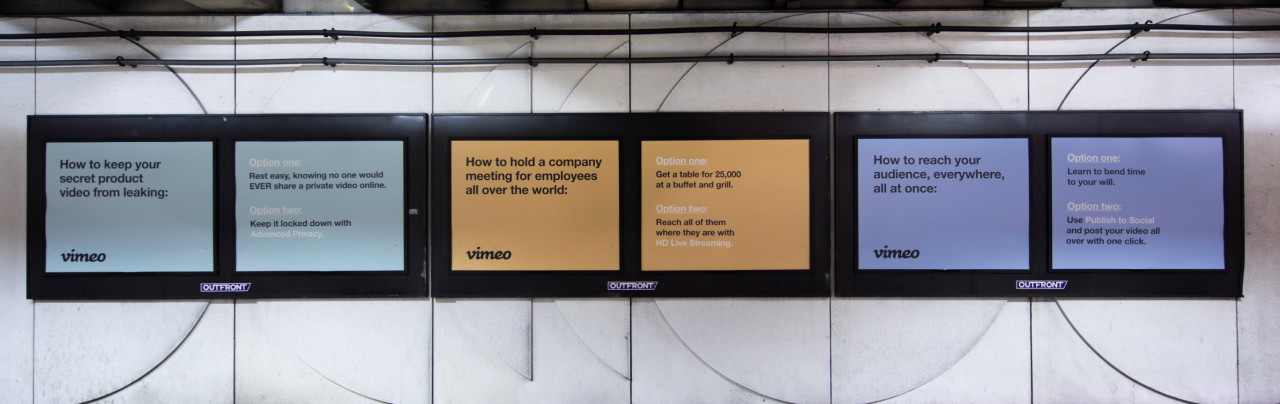 How to keep your
secret product
video from leaking:
vimeo
Option one:
Rest easy, knowing no one would
EVER share a private video online.
Option two:
Keep it locked down with
Advanced Privacy.
OUTFRONT
How to hold a company
meeting for employees
all over the world:
vimeo
Option one:
Get a table for 25,000
at a buffet and grill.
Option two:
Reach all of them
where they are with
HD Live Streaming.
OUTFRONT
How to reach your
audience, everywhere,
all at once:
vimeo
Option one:
Learn to bend time
to your will.
Option two:
Use Publish to Social
and post your video all
over with one click.
OUTFRONT